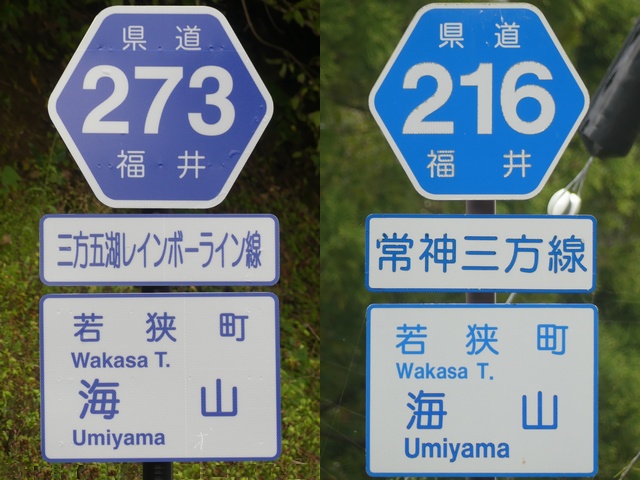 県道
273
福井
三方五湖レインボーライン線
若狭町
Wakasa T.
海山
Umiyama
県道
216
福井
常神三方線
若狭町
Wakasa T.
海山
Umiyama